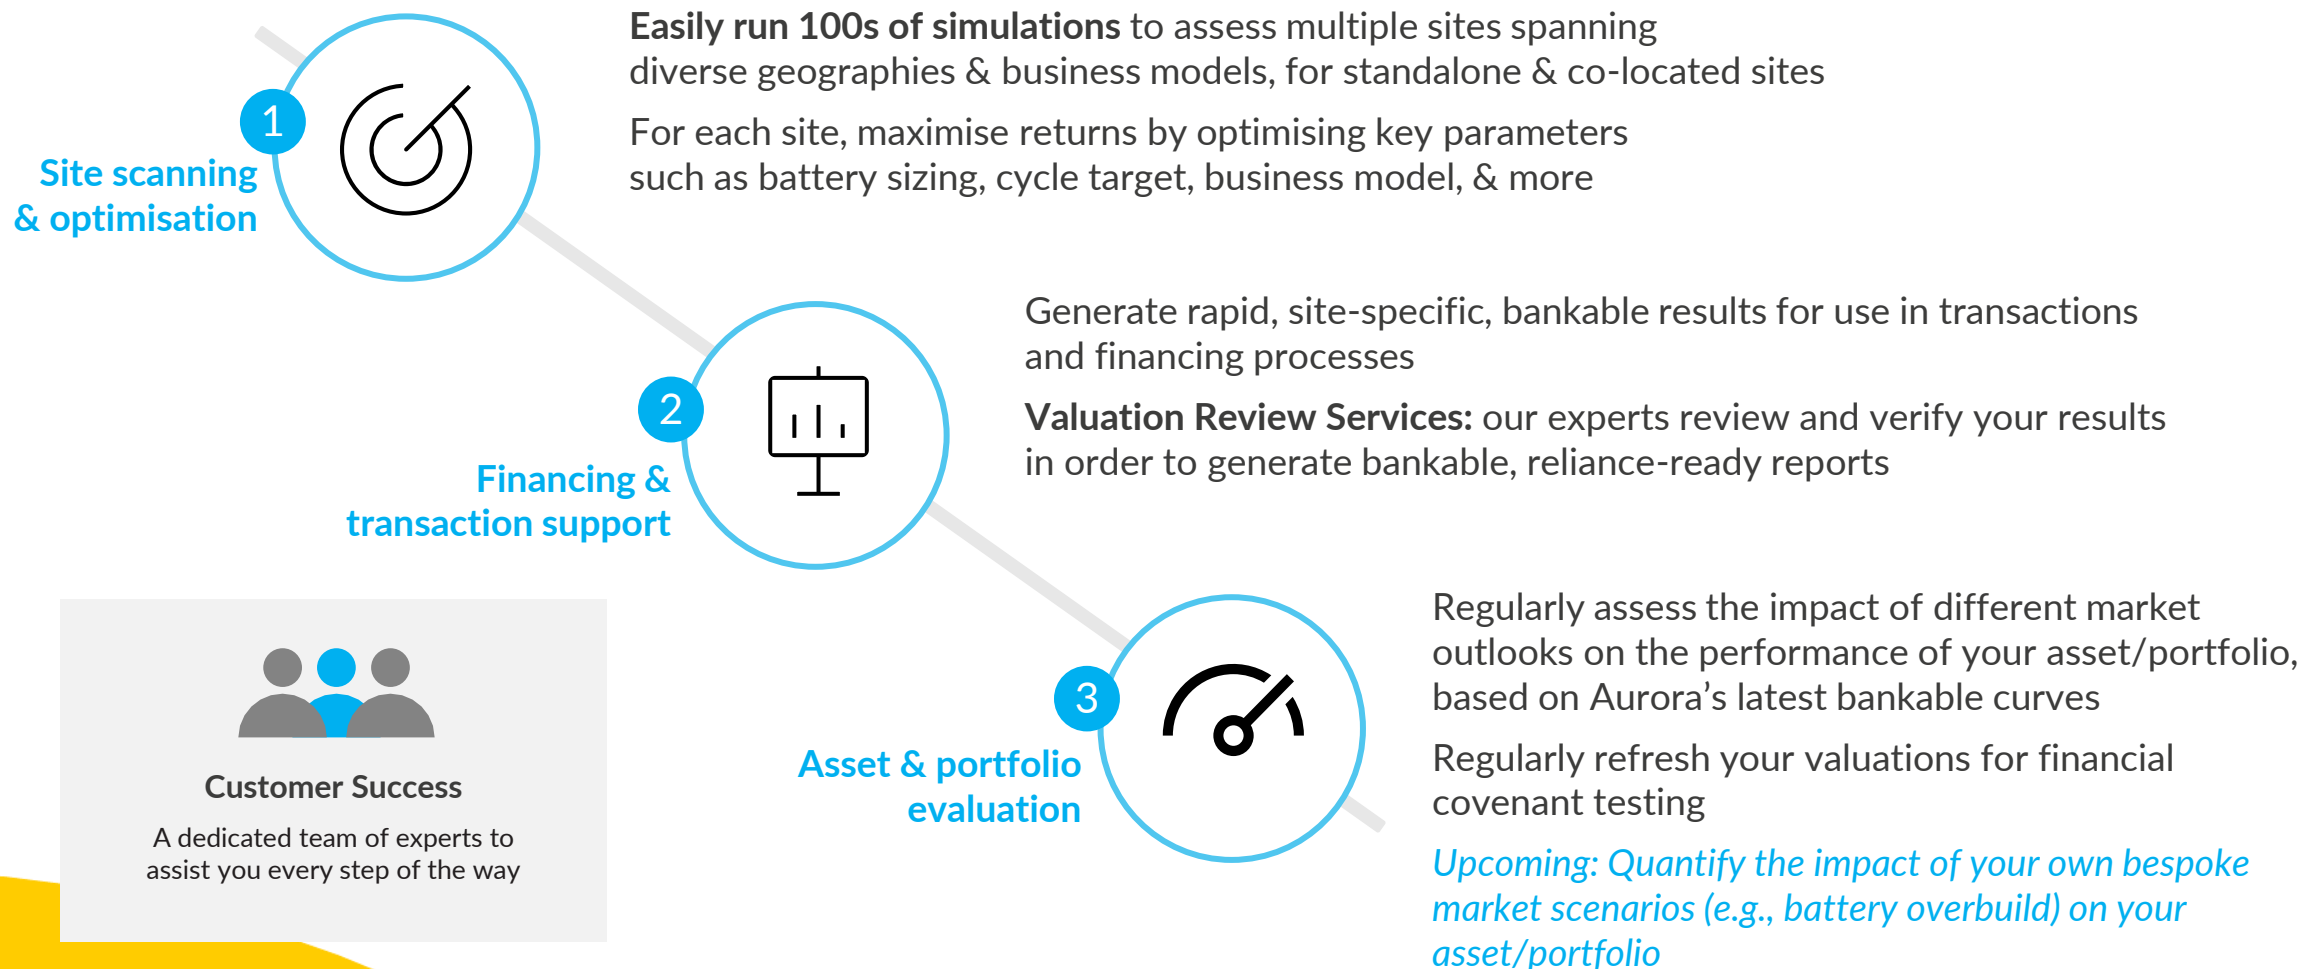 1
Site scanning
& optimisation
Easily run 100s of simulations to assess multiple sites spanning
diverse geographies & business models, for standalone & co-located sites
For each site, maximise returns by optimising key parameters
such as battery sizing, cycle target, business model, & more
2
Financing &
transaction support
Generate rapid, site-specific, bankable results for use in transactions
and financing processes
Valuation Review Services: our experts review and verify your results
in order to generate bankable, reliance-ready reports
3
Asset & portfolio
evaluation
Regularly assess the impact of different market
outlooks on the performance of your asset/portfolio,
based on Aurora’s latest bankable curves
Regularly refresh your valuations for financial
covenant testing
Upcoming: Quantify the impact of your own bespoke
market scenarios (e.g., battery overbuild) on your
asset/portfolio
Customer Success
A dedicated team of experts to
assist you every step of the way